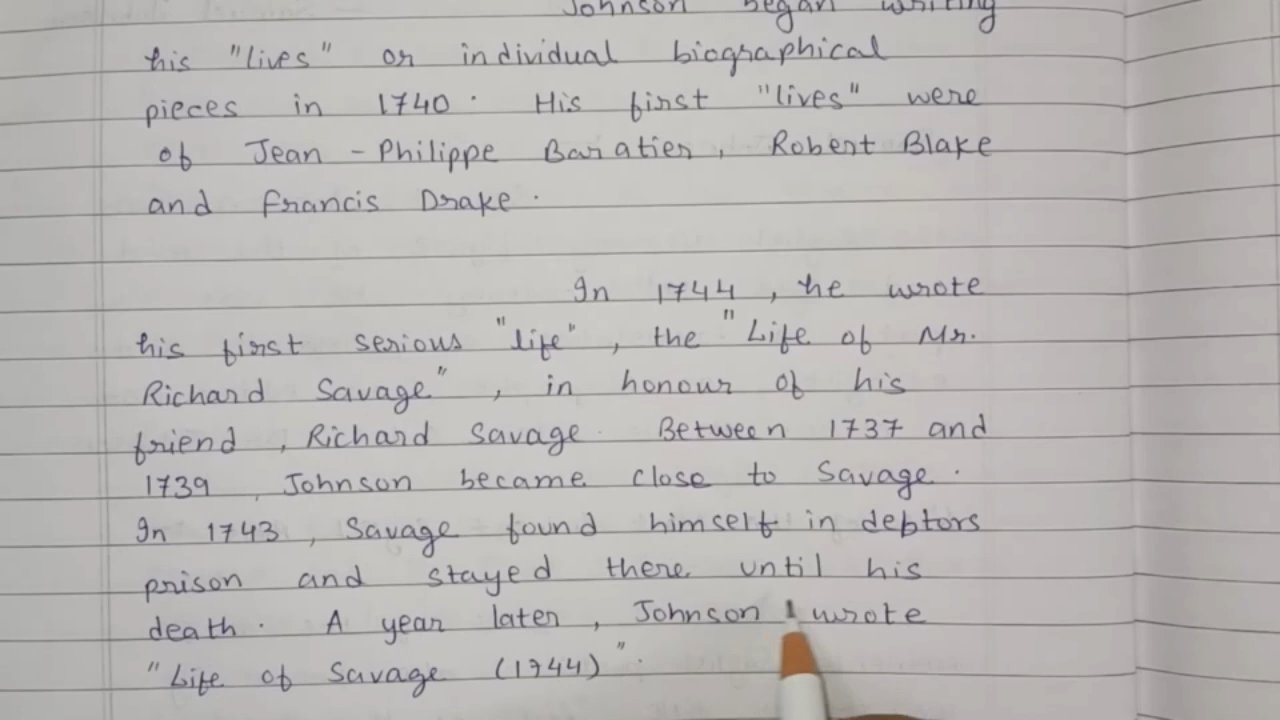 Johnson began writing
his "lives" or individual biographical
pieces in 1740. His first "lives" were
of Jean-Philippe Baratier, Robert Blake
and Francis Drake.
In 1744, he wrote
his first serious "life", the "Life of Mr.
Richard Savage", in honour of his
friend, Richard Savage. Between 1737 and
1739, Johnson became close to Savage.
In 1743, Savage found himself in debtors
prison and stayed there until his
death. A year later, Johnson wrote
"Life of Savage (1744)".